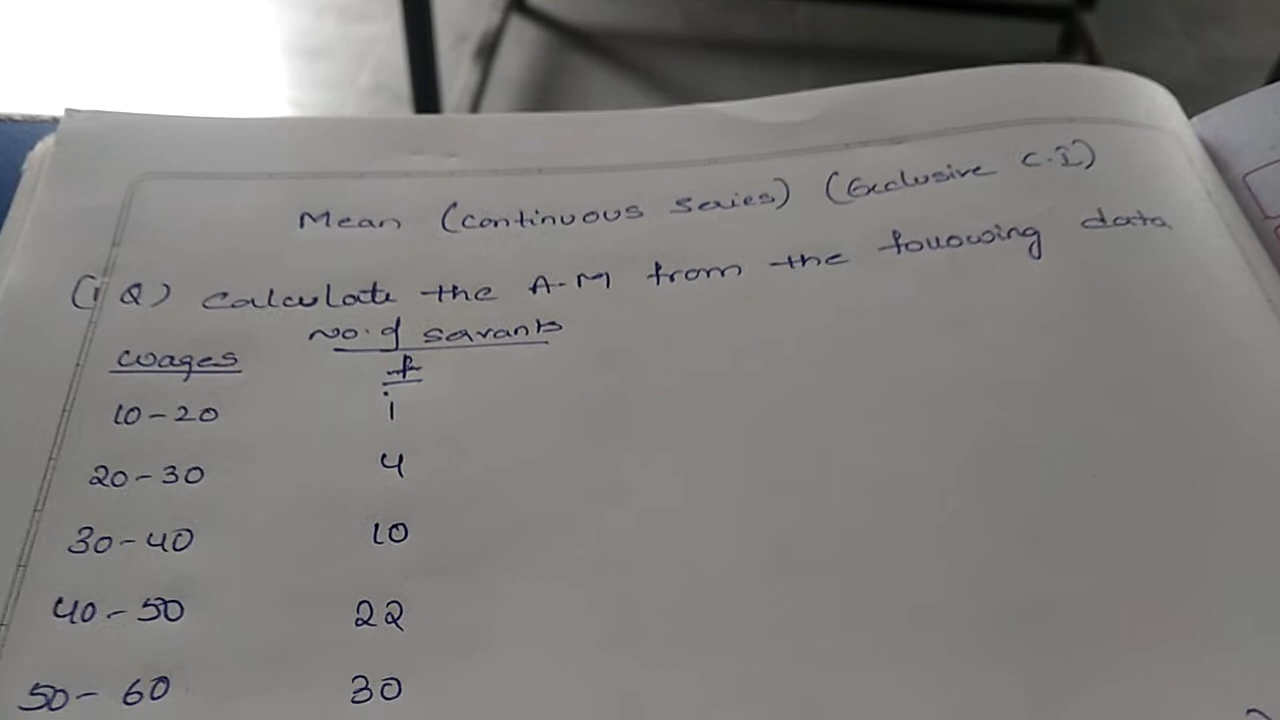 Mean (Continuous Series) (Exclusive C.I)
(1 Q) Calculate the A-M from the following data
Wages No. of servants
f
10-20 1
20-30 4
30-40 10
40-50 22
50-60 30